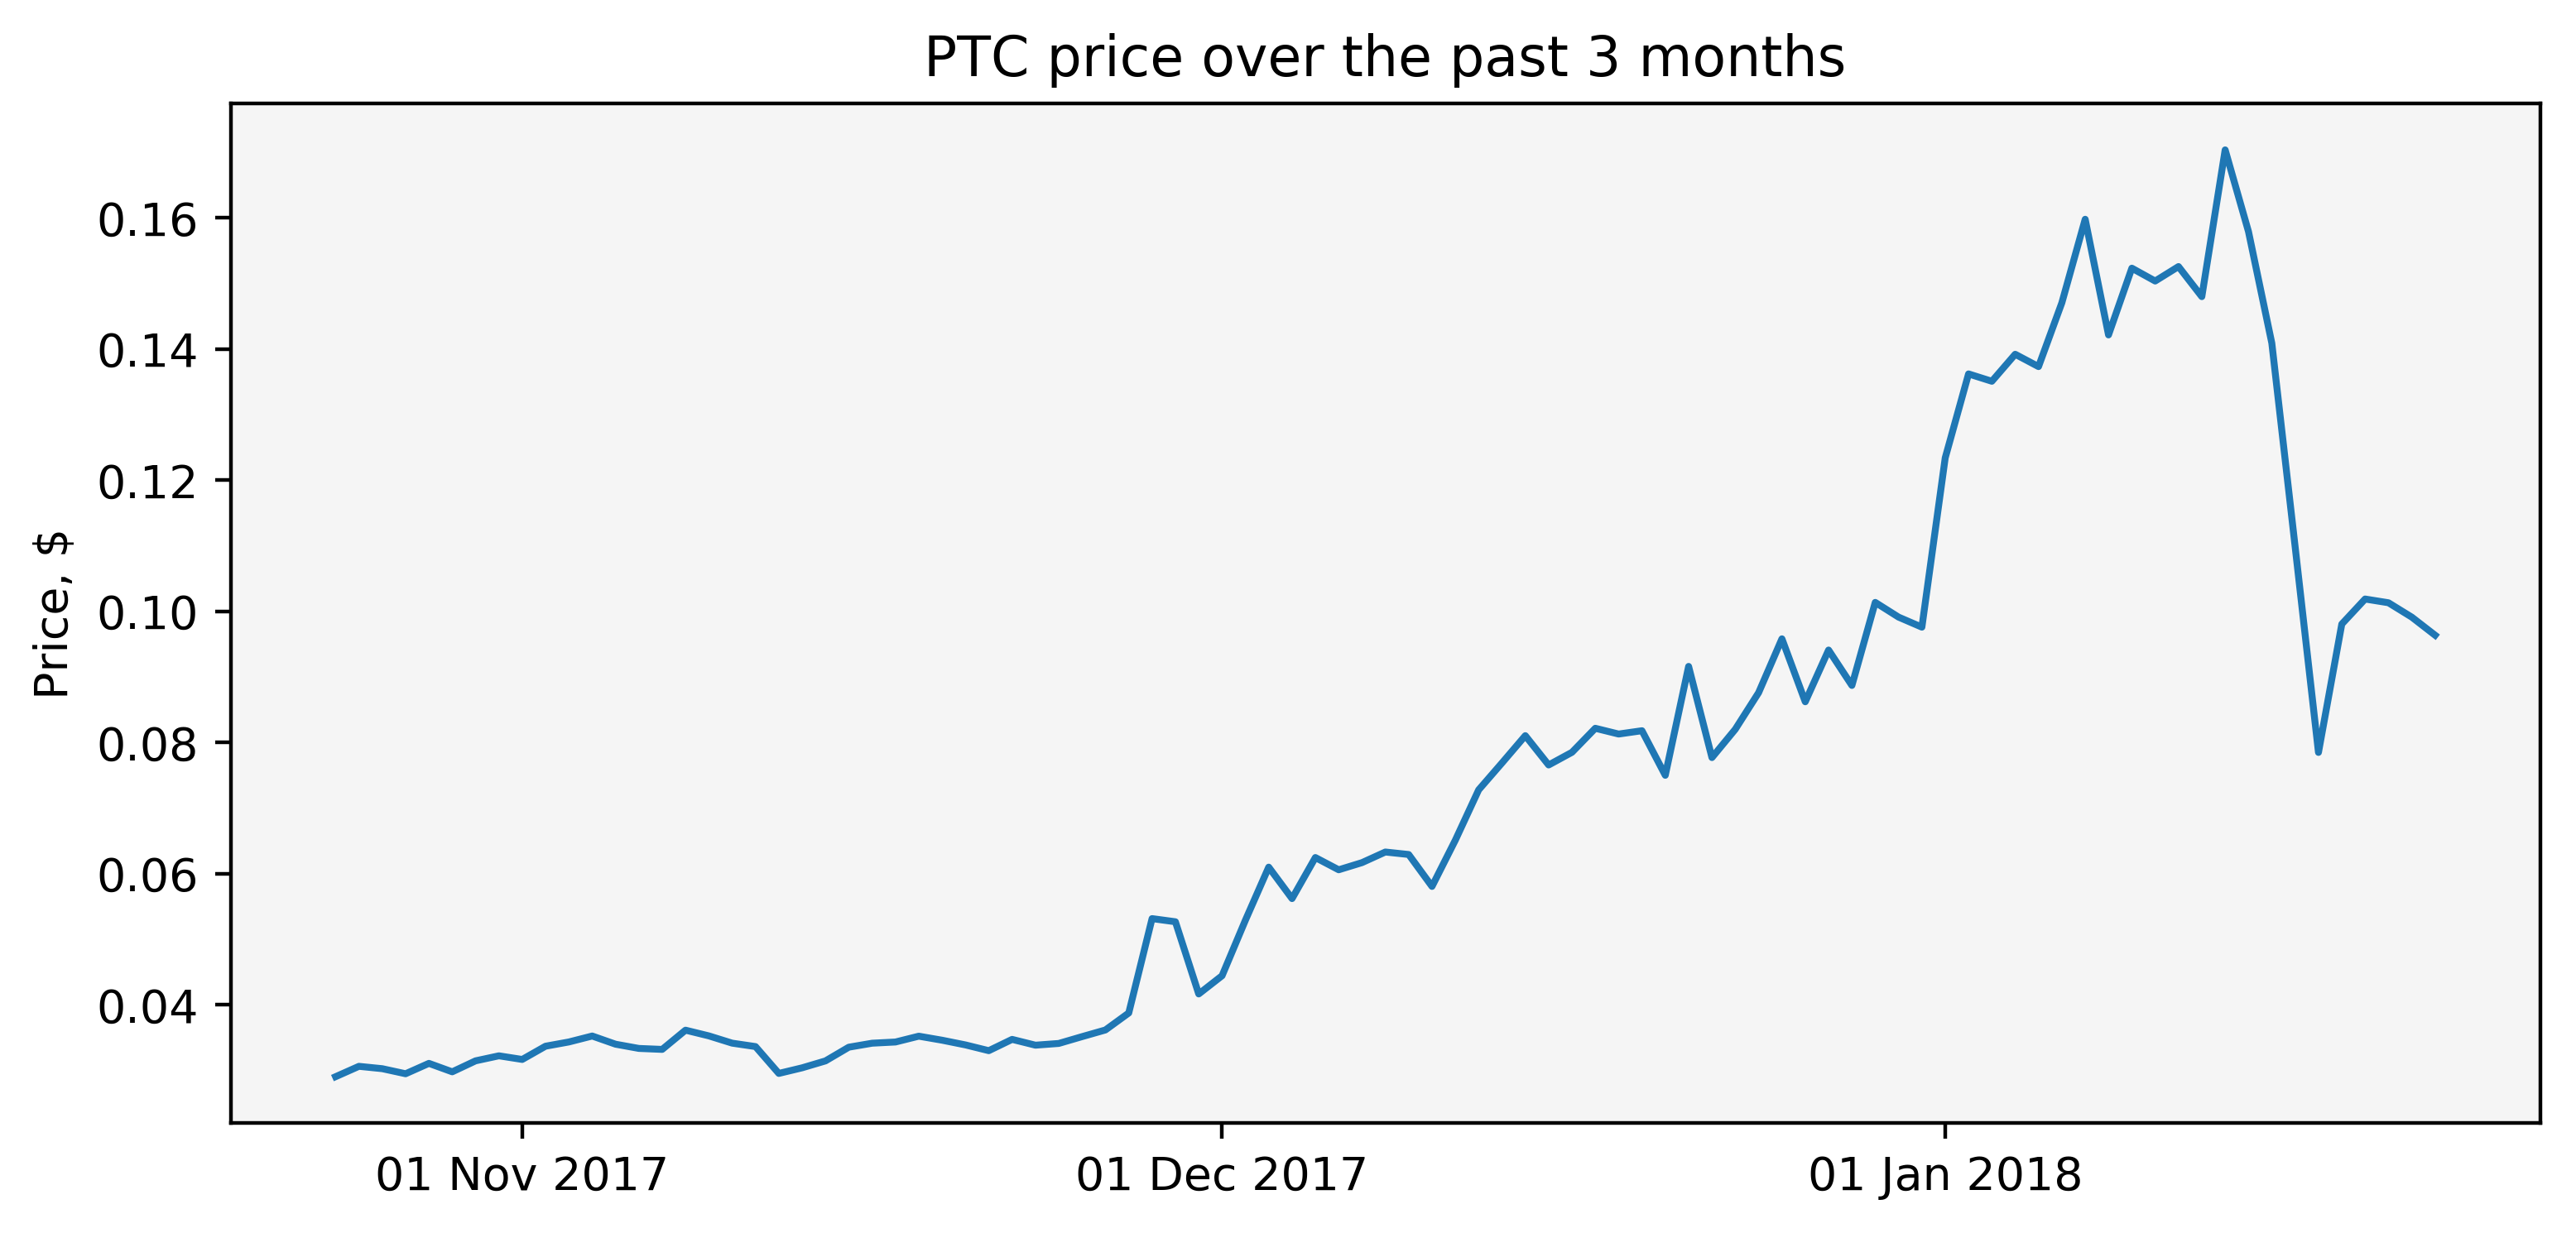 PTC price over the past 3 months
Price, $
0.16
0.14
0.12
0.10
0.08
0.06
0.04
01 Nov 2017
01 Dec 2017
01 Jan 2018